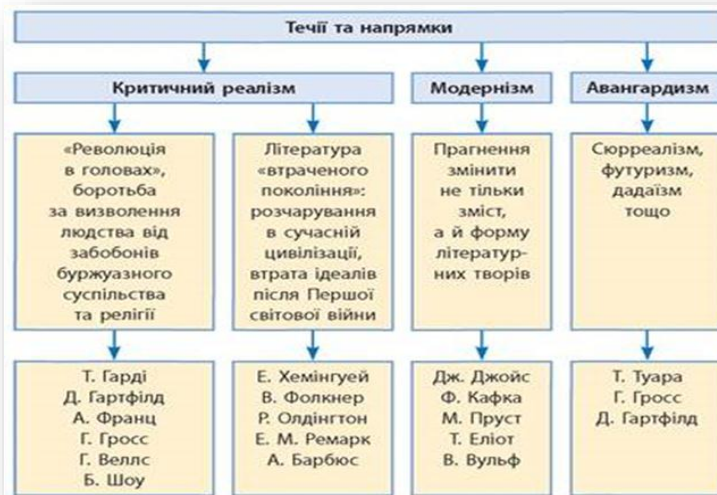 Течії та напрямки
Критичний реалізм
Модернізм
Авангардизм
«Революція
в головах»,
боротьба
за визволення
людства від
забобонів
буржуазного
суспільства
та релігії
Література
«втраченого
покоління»:
розчарування
в сучасній
цивілізації,
втрата ідеалів
після Першої
світової війни
Прагнення
змінити
не тільки
зміст,
а й форму
літератур-
них творів
Сюрреалізм,
футуризм,
дадаїзм
тощо
Т. Гарді
Д. Гартфілд
А. Франц
Г. Гросс
Г. Веллс
Б. Шоу
Е. Хемінгуей
В. Фолкнер
Р. Олдінгтон
Е. М. Ремарк
А. Барбюс
Дж. Джойс
Ф. Кафка
М. Пруст
Т. Еліот
В. Вульф
Т. Туара
Г. Гросс
Д. Гартфілд